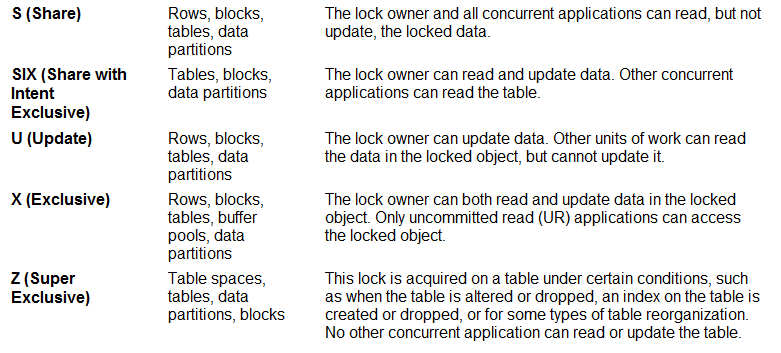 S (Share) Rows, blocks, The lock owner and all concurrent applications can read, but not
tables, data update, the locked data.
partitions
SIX (Share with Tables, blocks, The lock owner can read and update data. Other concurrent
Intent data partitions applications can read the table.
Exclusive)
U (Update) Rows, blocks, The lock owner can update data. Other units of work can read
tables, data the data in the locked object, but cannot update it.
partitions
X (Exclusive) Rows, blocks, The lock owner can both read and update data in the locked
tables, buffer object. Only uncommitted read (UR) applications can access
pools, data the locked object.
partitions
Z (Super Table spaces, This lock is acquired on a table under certain conditions, such
Exclusive) tables, data as when the table is altered or dropped, an index on the table is
partitions, blocks created or dropped, or for some types of table reorganization.
No other concurrent application can read or update the table.